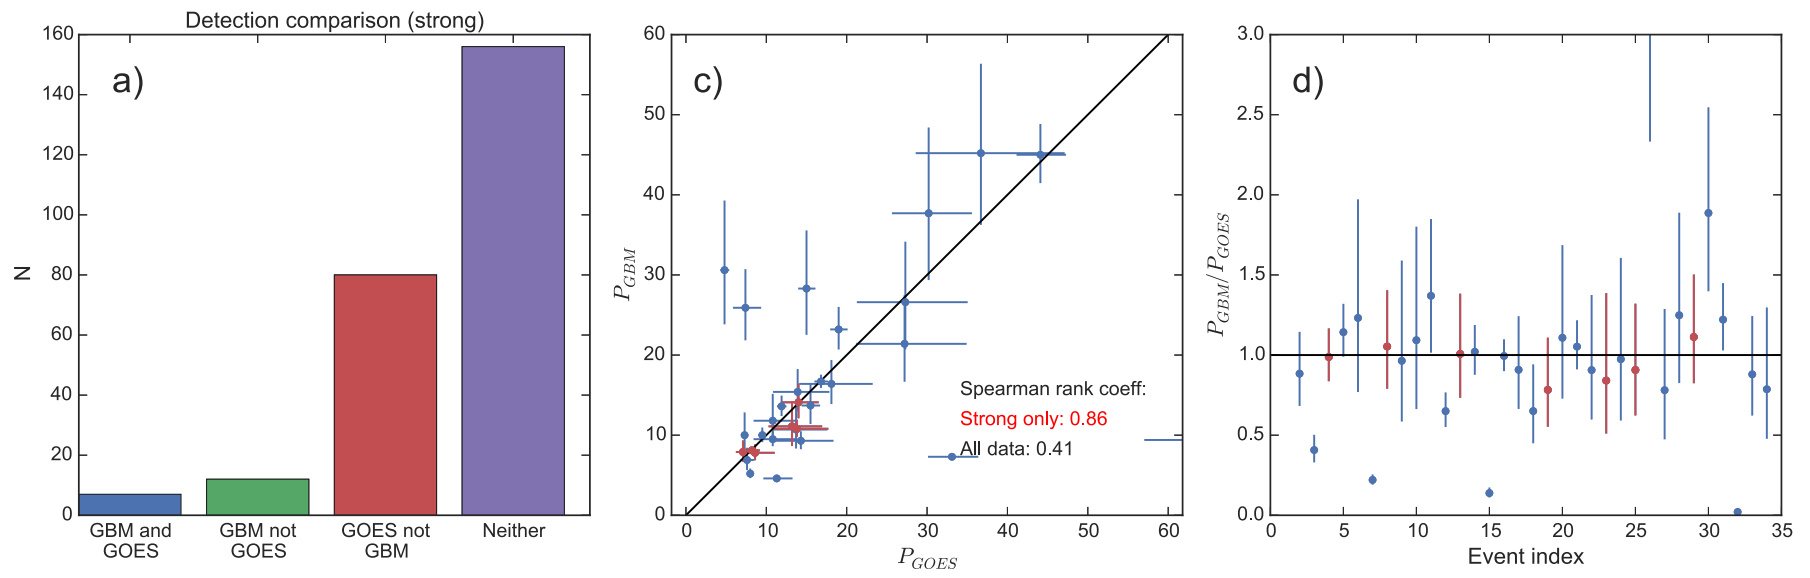 Detection comparison (strong)
a)
160
140
120
100
80
60
40
20
0
N
GBM and
GOES
GBM not
GOES
GOES not
GBM
Neither
c)
60
50
40
30
20
10
0
P_GBM
Spearman rank coeff:
Strong only: 0.86
All data: 0.41
0 10 20 30 40 50 60
P_GOES
d)
3.0
2.5
2.0
1.5
1.0
0.5
0.0
P_GBM/P_GOES
0 5 10 15 20 25 30 35
Event index